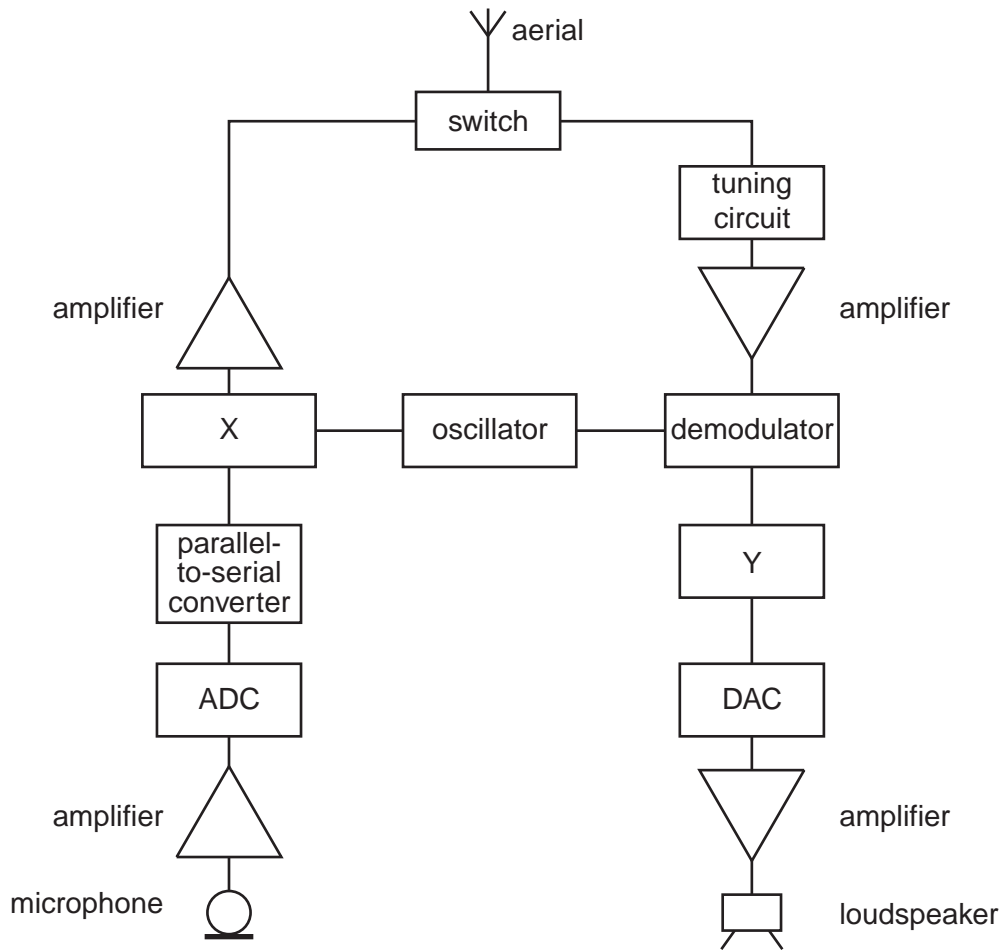 aerial
switch
tuning
circuit
amplifier
amplifier
X
oscillator
demodulator
parallel-
to-serial
converter
Y
ADC
DAC
amplifier
amplifier
microphone
loudspeaker